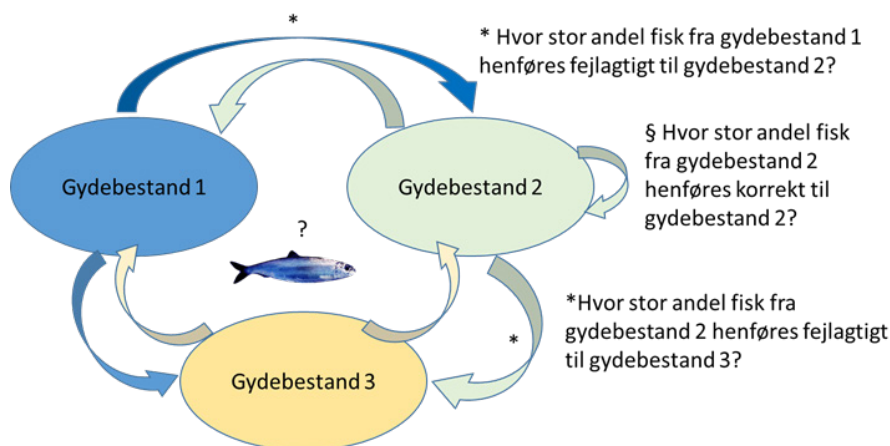 *
* Hvor stor andel fisk fra gydebestand 1
henføres fejlagtigt til gydebestand 2?
§ Hvor stor andel fisk
fra gydebestand 2
henføres korrekt til
gydebestand 2?
Gydebestand 1
Gydebestand 2
?
*Hvor stor andel fisk fra
gydebestand 2 henføres fejlagtigt
til gydebestand 3?
*
Gydebestand 3